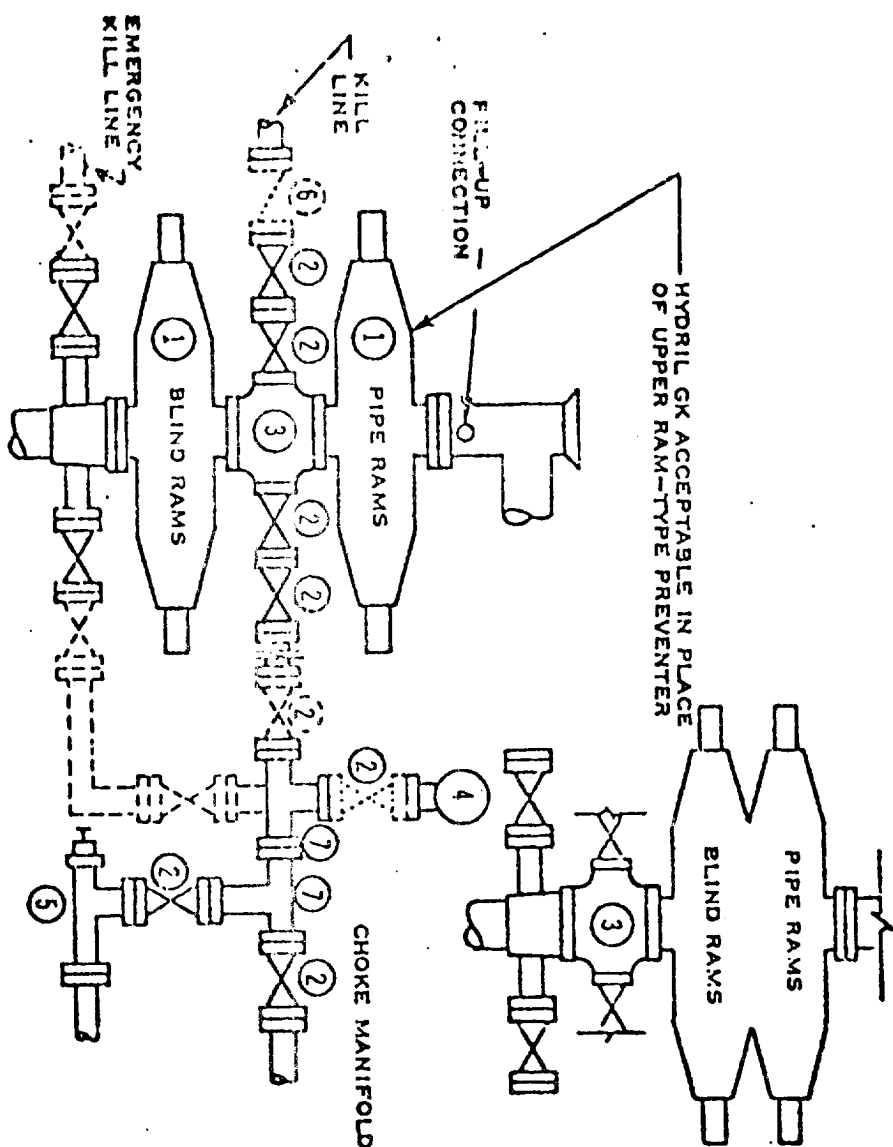 HYDRIL GK ACCEPTABLE IN PLACE
OF UPPER RAM-TYPE PREVENTER
FILL-UP
CONNECTION
KILL
LINE
EMERGENCY
KILL LINE
1
PIPE RAMS
6
2
2
3
2
2
2
1
BLIND RAMS
2
4
7
7
2
2
5
CHOKE MANIFOLD
PIPE RAMS
BLIND RAMS
3